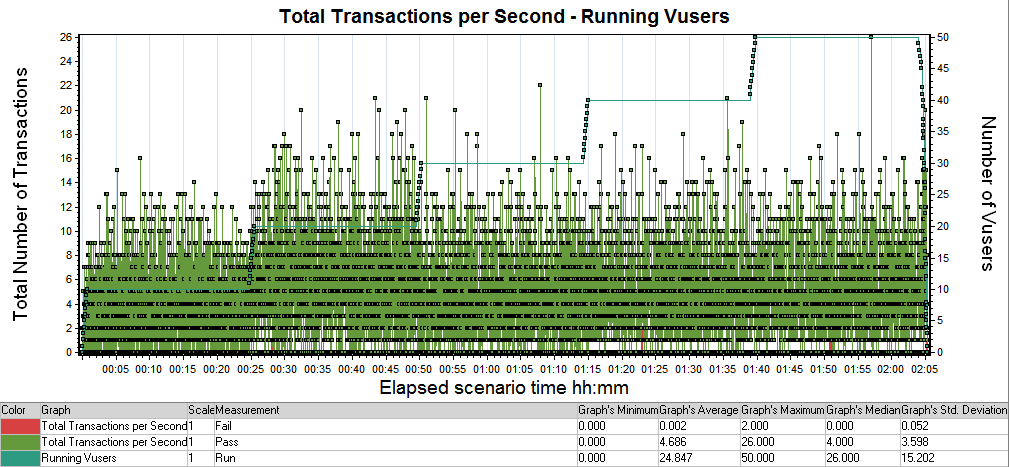 Total Transactions per Second - Running Vusers
Total Number of Transactions
26
24
22
20
18
16
14
12
10
8
6
4
2
0
50
45
40
35
30
25
20
15
10
5
0
Number of Vusers
00:05 00:10 00:15 00:20 00:25 00:30 00:35 00:40 00:45 00:50 00:55 01:00 01:05 01:10 01:15 01:20 01:25 01:30 01:35 01:40 01:45 01:50 01:55 02:00 02:05
Elapsed scenario time hh:mm
Color Graph Scale Measurement Graph's Minimum Graph's Average Graph's Maximum Graph's Median Graph's Std. Deviation
Total Transactions per Second 1 Fail 0.000 0.002 2.000 0.000 0.052
Total Transactions per Second 1 Pass 0.000 4.686 26.000 4.000 3.598
Running Vusers 1 Run 0.000 24.847 50.000 26.000 15.202